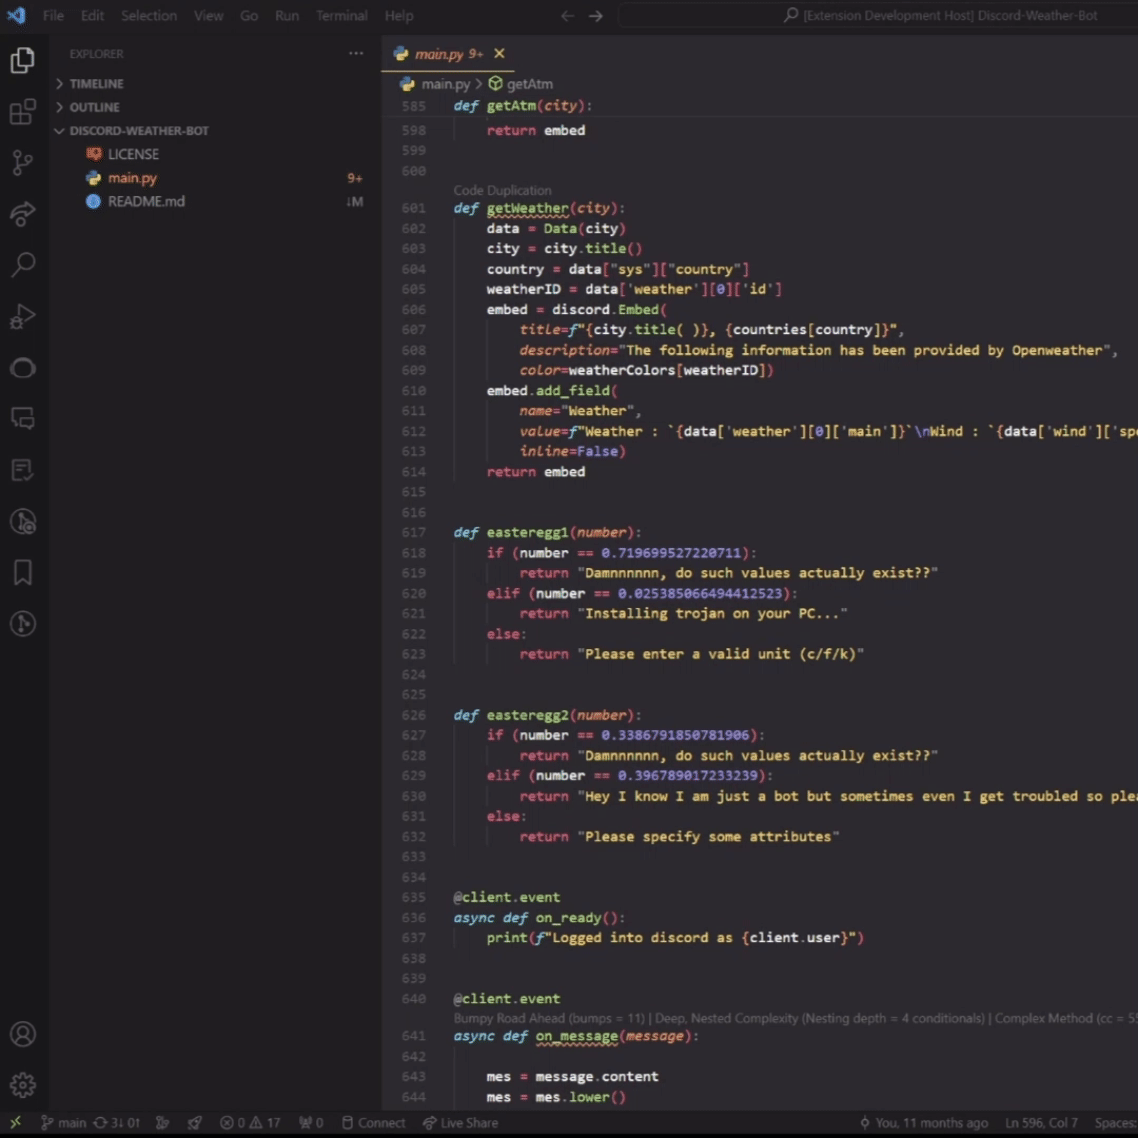 File Edit Selection View Go Run Terminal Help
[Extension Development Host] Discord-Weather-Bot
EXPLORER
TIMELINE
OUTLINE
DISCORD-WEATHER-BOT
LICENSE
main.py 9+
README.md ↓M
main.py 9+
main.py > getAtm
585 def getAtm(city):
598 return embed
599
600
Code Duplication
601 def getWeather(city):
602 data = Data(city)
603 city = city.title()
604 country = data["sys"]["country"]
605 weatherID = data['weather'][0]['id']
606 embed = discord.Embed(
607 title=f"{city.title( )}, {countries[country]}",
608 description="The following information has been provided by Openweather",
609 color=weatherColors[weatherID])
610 embed.add_field(
611 name="Weather",
612 value=f"Weather : `{data['weather'][0]['main']}`\nWind : `{data['wind']['spe
613 inline=False)
614 return embed
615
616
617 def easteregg1(number):
618 if (number == 0.719699527220711):
619 return "Damnnnnnn, do such values actually exist??"
620 elif (number == 0.025385066494412523):
621 return "Installing trojan on your PC..."
622 else:
623 return "Please enter a valid unit (c/f/k)"
624
625
626 def easteregg2(number):
627 if (number == 0.3386791850781906):
628 return "Damnnnnnn, do such values actually exist??"
629 elif (number == 0.396789017233239):
630 return "Hey I know I am just a bot but sometimes even I get troubled so plea
631 else:
632 return "Please specify some attributes"
633
634
635 @client.event
636 async def on_ready():
637 print(f"Logged into discord as {client.user}")
638
639
640 @client.event
Bumpy Road Ahead (bumps = 11) | Deep, Nested Complexity (Nesting depth = 4 conditionals) | Complex Method (cc = 55
641 async def on_message(message):
642
643 mes = message.content
644 mes = mes.lower()
main 3↓ 0↑ 0 17 0 Connect Live Share You, 11 months ago Ln 596, Col 7 Spaces: